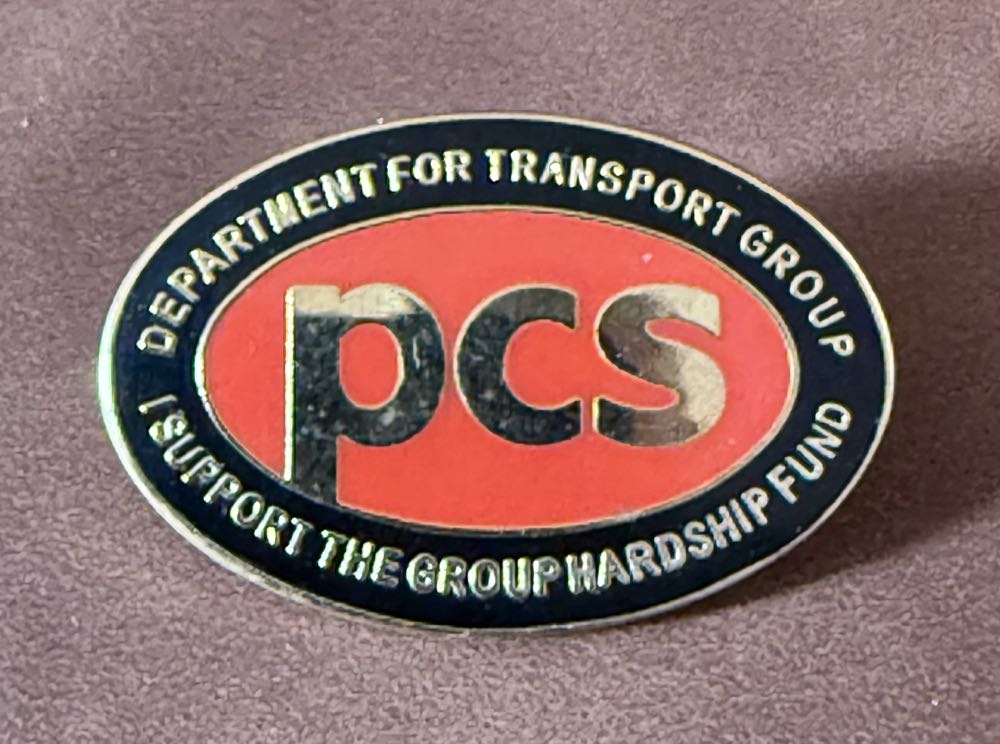 DEPARTMENT FOR TRANSPORT GROUP
pcs
I SUPPORT THE GROUP HARDSHIP FUND